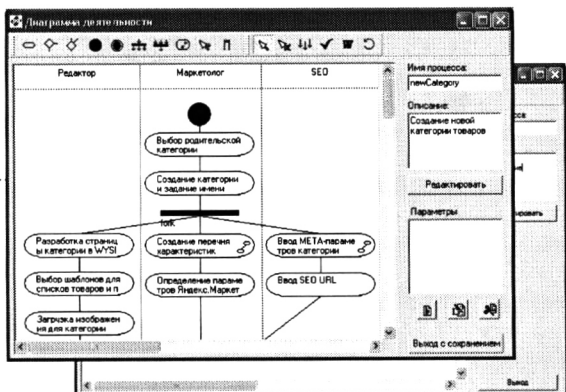 Диаграмма деятельности
Редактор
Маркетолог
SEO
Имя процесса:
newCategory
Описание:
Создание новой
категории товаров
Редактировать
Параметры
Выход с сохранением
Выбор родительской
категории
Создание категории
и задание имени
fork
Разработка страниц
ы категории в WYSI
Создание перечня
характеристик
Ввод META-параме
тров категории
Выбор шаблонов для
списков товаров и п
Определение параме
тров Яндекс.Маркет
Ввод SEO URL
Загрузка изображен
ия для категории
Выход